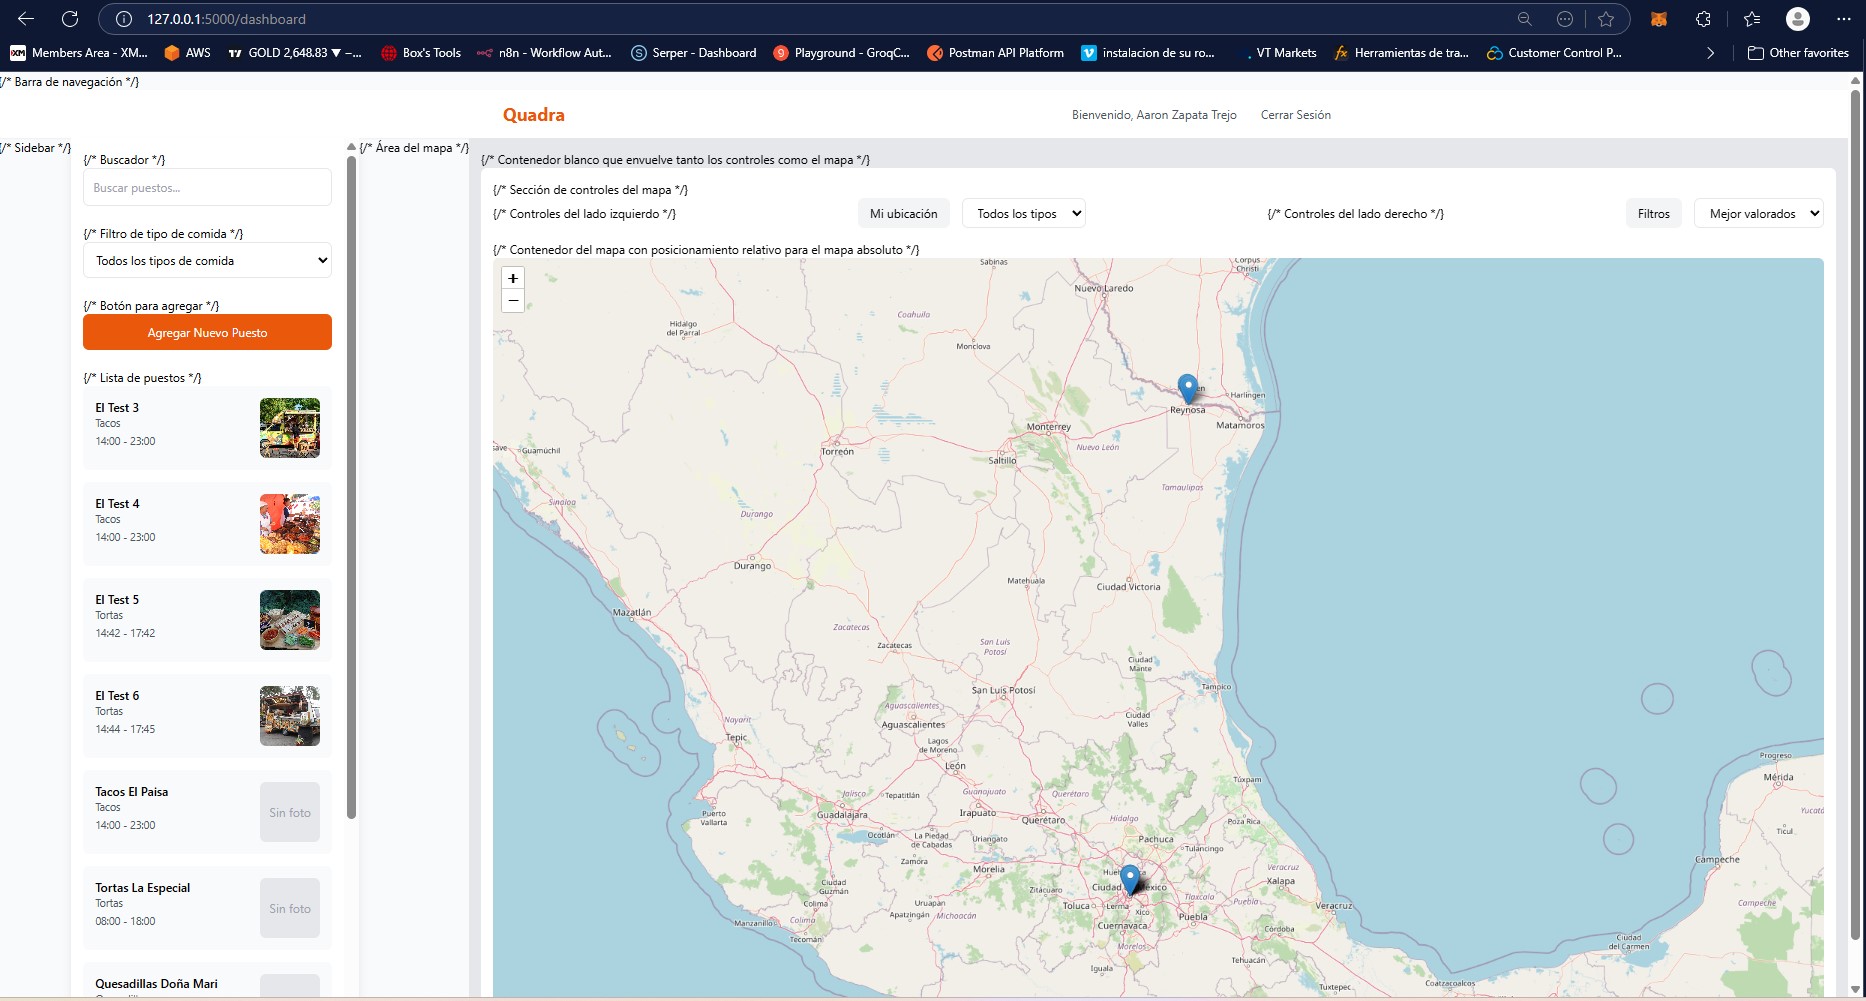 127.0.0.1:5000/dashboard
XM Members Area - XM...
AWS
GOLD 2,648.83 ▼ –...
Box's Tools
n8n - Workflow Aut...
Serper - Dashboard
Playground - GroqC...
Postman API Platform
instalacion de su ro...
VT Markets
Herramientas de tra...
Customer Control P...
Other favorites
{/* Barra de navegación */}
Quadra
Bienvenido, Aaron Zapata Trejo
Cerrar Sesión
{/* Sidebar */}
{/* Buscador */}
Buscar puestos...
{/* Filtro de tipo de comida */}
Todos los tipos de comida
{/* Botón para agregar */}
Agregar Nuevo Puesto
{/* Lista de puestos */}
El Test 3
Tacos
14:00 - 23:00
El Test 4
Tacos
14:00 - 23:00
El Test 5
Tortas
14:42 - 17:42
El Test 6
Tortas
14:44 - 17:45
Tacos El Paisa
Tacos
14:00 - 23:00
Sin foto
Tortas La Especial
Tortas
08:00 - 18:00
Sin foto
Quesadillas Doña Mari
{/* Área del mapa */}
{/* Contenedor blanco que envuelve tanto los controles como el mapa */}
{/* Sección de controles del mapa */}
{/* Controles del lado izquierdo */}
Mi ubicación
Todos los tipos
{/* Controles del lado derecho */}
Filtros
Mejor valorados
{/* Contenedor del mapa con posicionamiento relativo para el mapa absoluto */}
+
−
Sabinas
Corpus
Christi
Nuevo Laredo
Coahuila
Hidalgo
del Parral
Monclova
Harlingen
Reynosa
Matamoros
Monterrey
Nuevo León
Guamúchil
Torreón
Saltillo
Tamaulipas
Sinaloa
Durango
Durango
Matehuala
Ciudad Victoria
Mazatlán
Zacatecas
Zacatecas
San Luis
Potosí
Ciudad
Mante
Tampico
San Luis Potosí
Aguascalientes
Aguascalientes
Ciudad
Valles
Nayarit
Tepic
Lagos
de Moreno
León
Progreso
Mérida
Túxpam
Guanajuato
Querétaro
Jalisco
Tepatitlán
Puerto
Vallarta
Guadalajara
Irapuato
Querétaro
Hidalgo
Poza Rica
Yucatá
Ticul
Ocotlán
La Piedad
de Cabadas
Uriangato
Pachuca
Tulancingo
Zamora
Morelia
Zitácuaro
Veracruz
Xalapa
Campeche
Ciudad
Guzmán
Toluca
Lerma
Xico
Tlaxcala
Puebla
Puebla
Veracruz
Campeche
Colima
Colima
Uruapan
Apatzingán
Michoacán
Cuernavaca
Manzanillo
Tecomán
Morelos
Córdoba
Ciudad
del Carmen
Iguala
Tehuacán
Tuxtepec
Coatzacoalcos